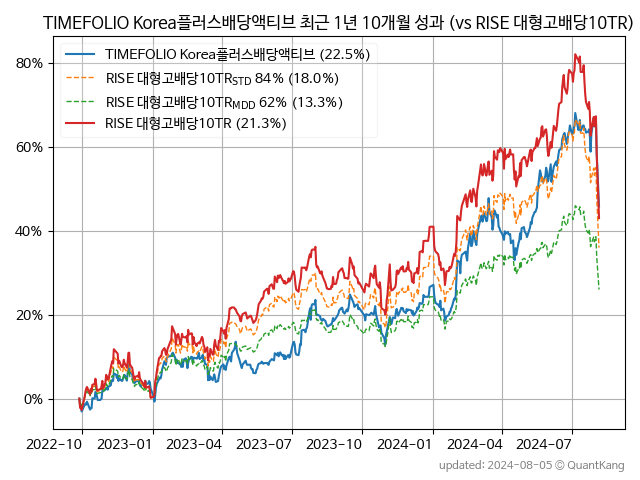 TIMEFOLIO Korea플러스배당액티브 최근 1년 10개월 성과 (vs RISE 대형고배당10TR)
TIMEFOLIO Korea플러스배당액티브 (22.5%)
RISE 대형고배당10TR STD 84% (18.0%)
RISE 대형고배당10TR MDD 62% (13.3%)
RISE 대형고배당10TR (21.3%)
80%
60%
40%
20%
0%
2022-10 2023-01 2023-04 2023-07 2023-10 2024-01 2024-04 2024-07
updated: 2024-08-05 © QuantKang